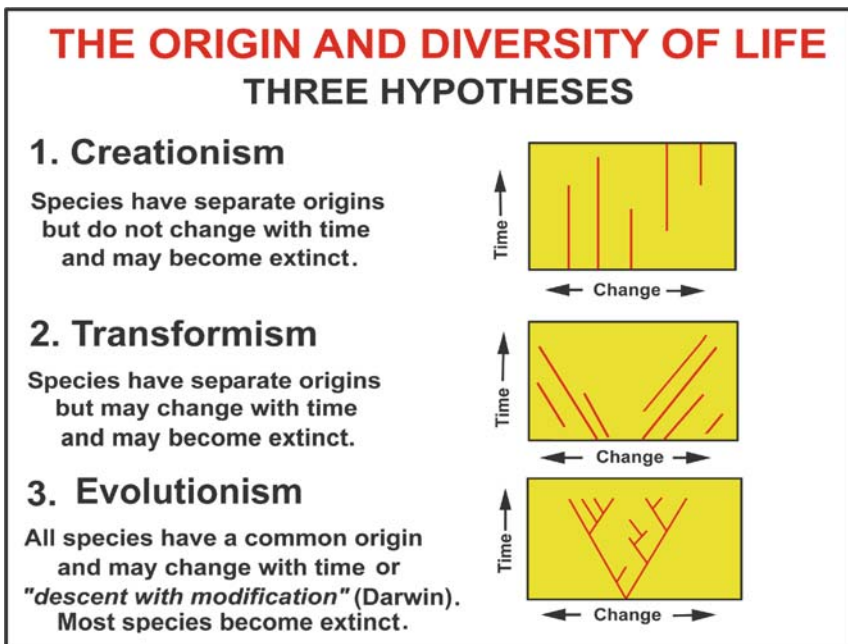 THE ORIGIN AND DIVERSITY OF LIFE
THREE HYPOTHESES
1. Creationism
Species have separate origins
but do not change with time
and may become extinct.
Time
Change
2. Transformism
Species have separate origins
but may change with time
and may become extinct.
Time
Change
3. Evolutionism
All species have a common origin
and may change with time or
"descent with modification" (Darwin).
Most species become extinct.
Time
Change